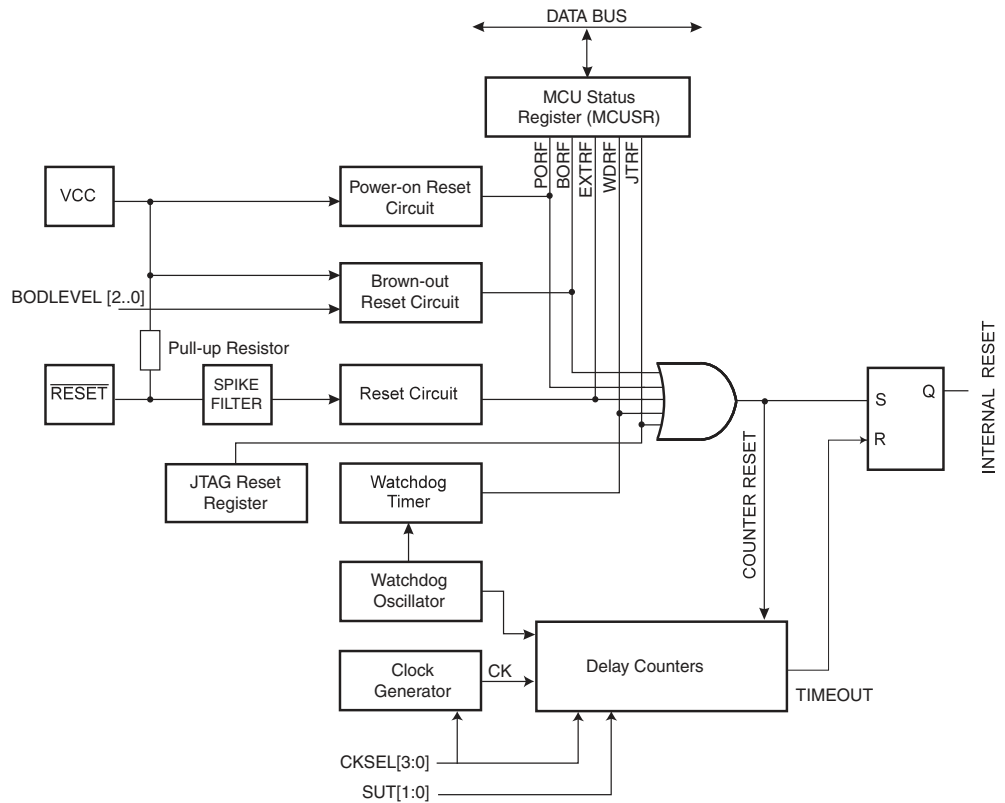 DATA BUS
MCU Status
Register (MCUSR)
PORF
BORF
EXTRF
WDRF
JTRF
VCC
Power-on Reset
Circuit
Brown-out
Reset Circuit
BODLEVEL [2..0]
Pull-up Resistor
RESET
SPIKE
FILTER
Reset Circuit
JTAG Reset
Register
Watchdog
Timer
Watchdog
Oscillator
Clock
Generator
CK
Delay Counters
COUNTER RESET
S
R
Q
INTERNAL RESET
TIMEOUT
CKSEL[3:0]
SUT[1:0]